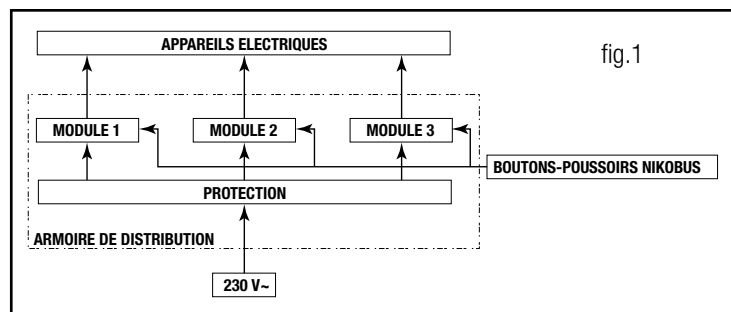 APPAREILS ELECTRIQUES
fig.1
MODULE 1
MODULE 2
MODULE 3
BOUTONS-POUSSOIRS NIKOBUS
PROTECTION
ARMOIRE DE DISTRIBUTION
230 V~